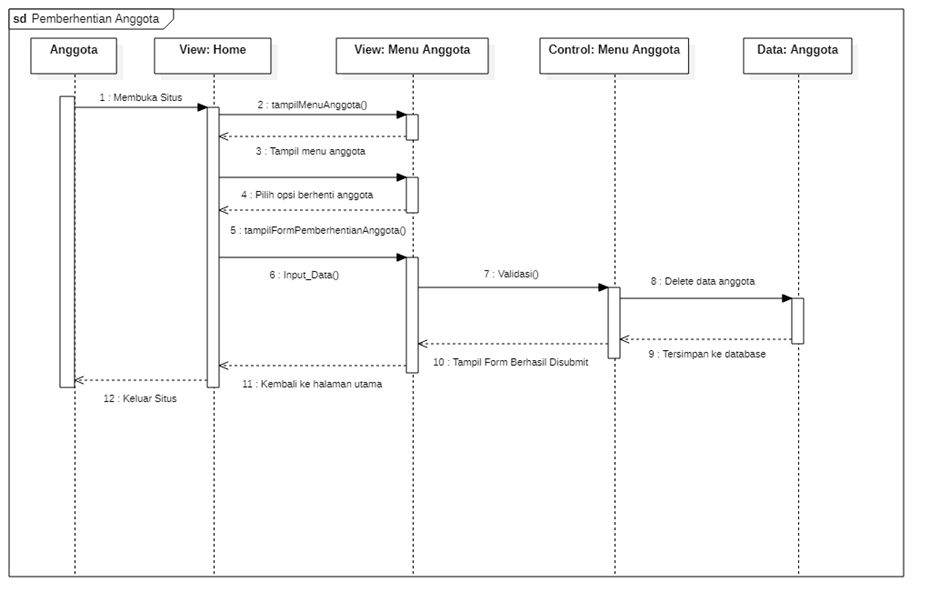 sd Pemberhentian Anggota
Anggota
View: Home
View: Menu Anggota
Control: Menu Anggota
Data: Anggota
1 : Membuka Situs
2 : tampilMenuAnggota()
3 : Tampil menu anggota
4 : Pilih opsi berhenti anggota
5 : tampilFormPemberhentianAnggota()
6 : Input_Data()
7 : Validasi()
8 : Delete data anggota
9 : Tersimpan ke database
10 : Tampil Form Berhasil Disubmit
11 : Kembali ke halaman utama
12 : Keluar Situs